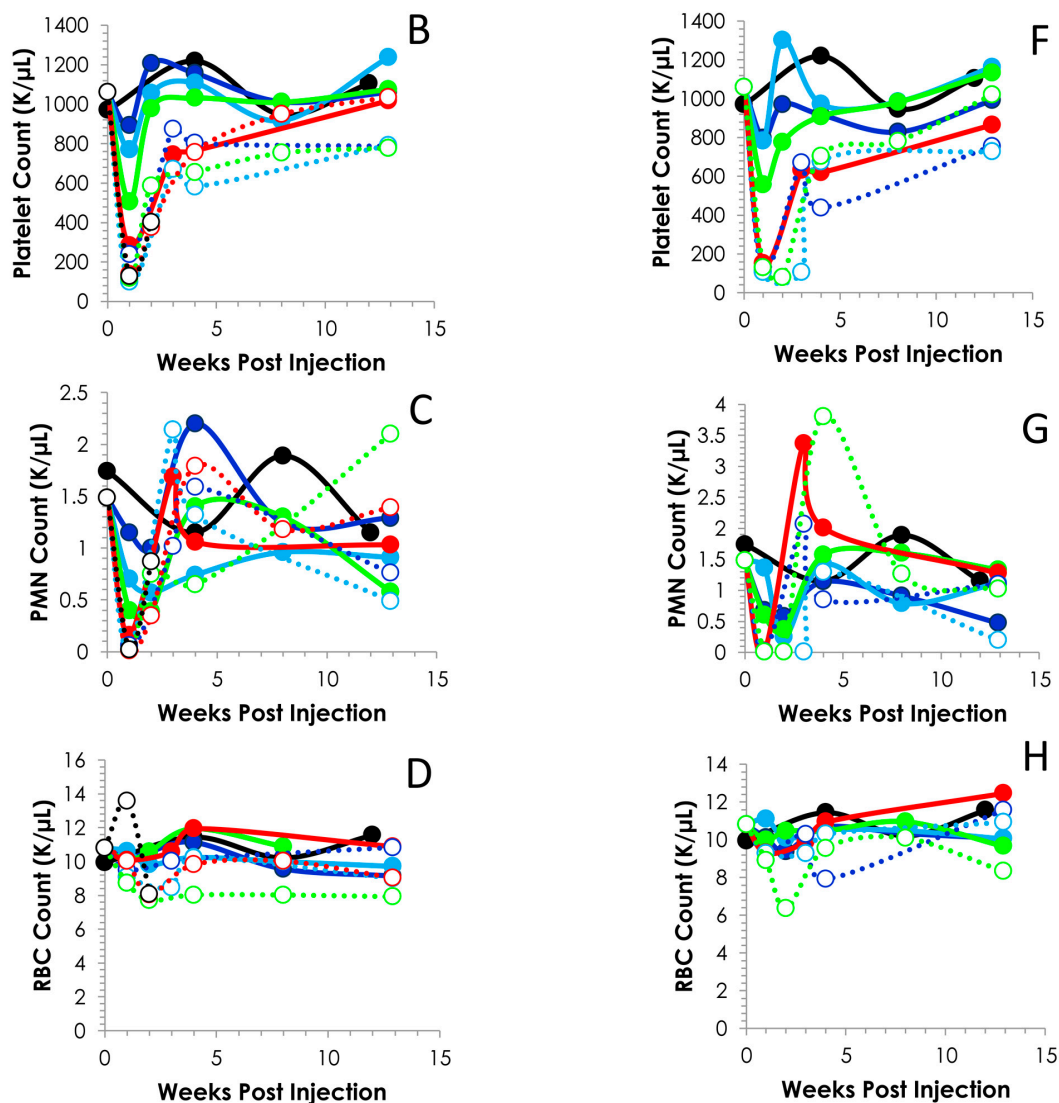 B
Platelet Count (K/µL)
1400
1200
1000
800
600
400
200
0
0 5 10 15
Weeks Post Injection
F
Platelet Count (K/µL)
1400
1200
1000
800
600
400
200
0
0 5 10 15
Weeks Post Injection
C
PMN Count (K/µL)
2.5
2
1.5
1
0.5
0
0 5 10 15
Weeks Post Injection
G
PMN Count (K/µL)
4
3.5
3
2.5
2
1.5
1
0.5
0
0 5 10 15
Weeks Post Injection
D
RBC Count (K/µL)
16
14
12
10
8
6
4
2
0
0 5 10 15
Weeks Post Injection
H
RBC Count (K/µL)
14
12
10
8
6
4
2
0
0 5 10 15
Weeks Post Injection